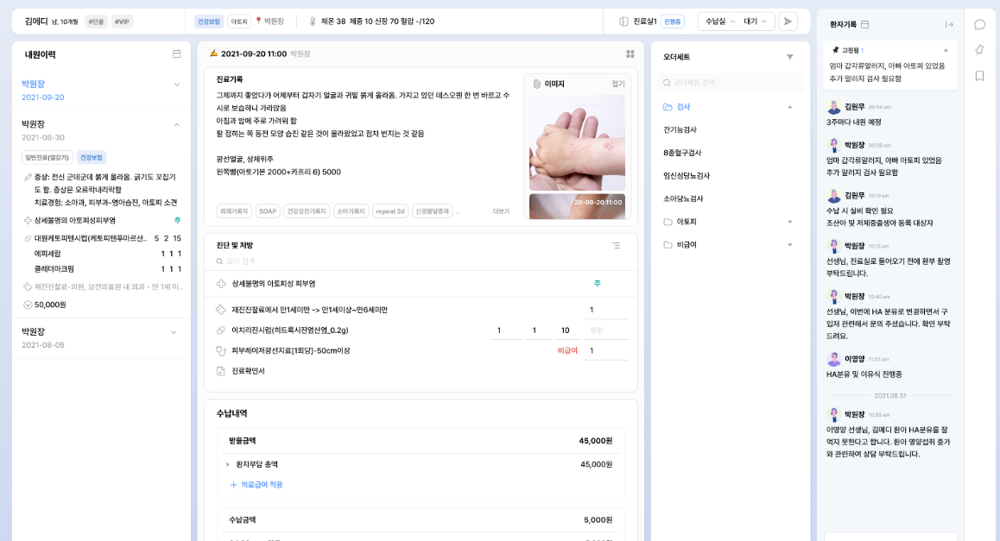 김메디 남, 10개월 #단골 #VIP
건강보험 아토피 박원장 체온 38 체중 10 신장 70 혈압 -/120
진료실1 진행중 수납실 대기
내원이력
박원장
2021-09-20
박원장
2021-08-30
일반진료(열감기) 건강보험
증상: 전신 군데군데 붉게 올라옴. 긁기도 꼬집기
도 함. 증상은 오르락내리락함
치료경험: 소아과, 피부과-영아습진, 아토피 소견
상세불명의 아토피성피부염 주
대원케토피텐시럽(케토티텐푸마르산.. 5 2 15
에피세람 1 1 1
클레더마크림 1 1 1
재진진찰료-의원, 보건의료원 내 의과 - 만 1세 미..
50,000원
박원장
2021-08-05
2021-09-20 11:00 박원장
진료기록
그제까지 좋았다가 어제부터 갑자기 얼굴과 귀밑 붉게 올라옴. 가지고 있던 데스오웬 한 번 바르고 수
시로 보습하니 가라앉음
아침과 밤에 주로 가려워 함
팔 접히는 쪽 동전 모양 습진 같은 것이 올라왔었고 점차 번지는 것 같음
광선얼굴, 상체위주
왼쪽뺨(아토기본 2000+카프리 6) 5000
외래기록지 SOAP 건강검진기록지 소아기록지 repeat 2d 신경발달중재 ..
더보기
이미지 접기
20-09-20 11:00
진단 및 처방
오더 검색
상세불명의 아토피성 피부염 주
재진진찰료에서 만1세미만 -> 만1세이상~만6세미만 1
이치리진시럽(히드록시진염산염_0.2g) 1 1 10 용법
피부레이저광선치료[1회당]-50cm이상 비급여 1
진료확인서
수납내역
받을금액 45,000원
환자부담 총액 45,000원
+ 의료급여 적용
수납금액 5,000원
오더세트
오더세트 검색
검사
간기능검사
8종혈구검사
임신성당뇨검사
소아당뇨검사
아토피
비급여
환자기록
고정됨 1
엄마 갑각류알러지, 아빠 아토피 있었음
추가 알러지 검사 필요함
김원무 09:54 am
3주마다 내원 예정
박원장 09:59 am
엄마 갑각류알러지, 아빠 아토피 있었음
추가 알러지 검사 필요함
김원무 10:10 am
수납 시 실비 확인 필요
조산아 및 저체중출생아 등록 대상자
박원장 10:15 am
선생님, 진료실로 들어오기 전에 환부 촬영
부탁드립니다.
박원장 10:40 am
선생님, 이번에 HA 분유로 변경하면서 구
입처 관련해서 문의 주셨습니다. 확인 부탁
드려요.
이영양 11:25 am
HA분유 및 이유식 진행중
2021.08.31
박원장 10:59 am
이영양 선생님, 김메디 환아 HA분유를 잘
먹지 못한다고 합니다. 환아 영양섭취 증가
와 관련하여 상담 부탁드립니다.